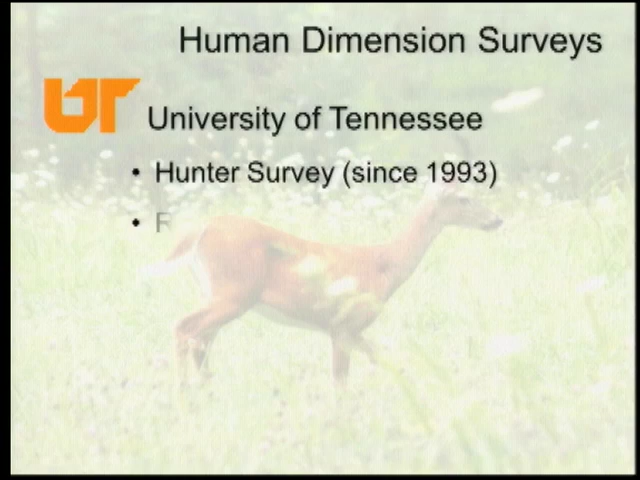 Human Dimension Surveys
UT
University of Tennessee
• Hunter Survey (since 1993)
• R